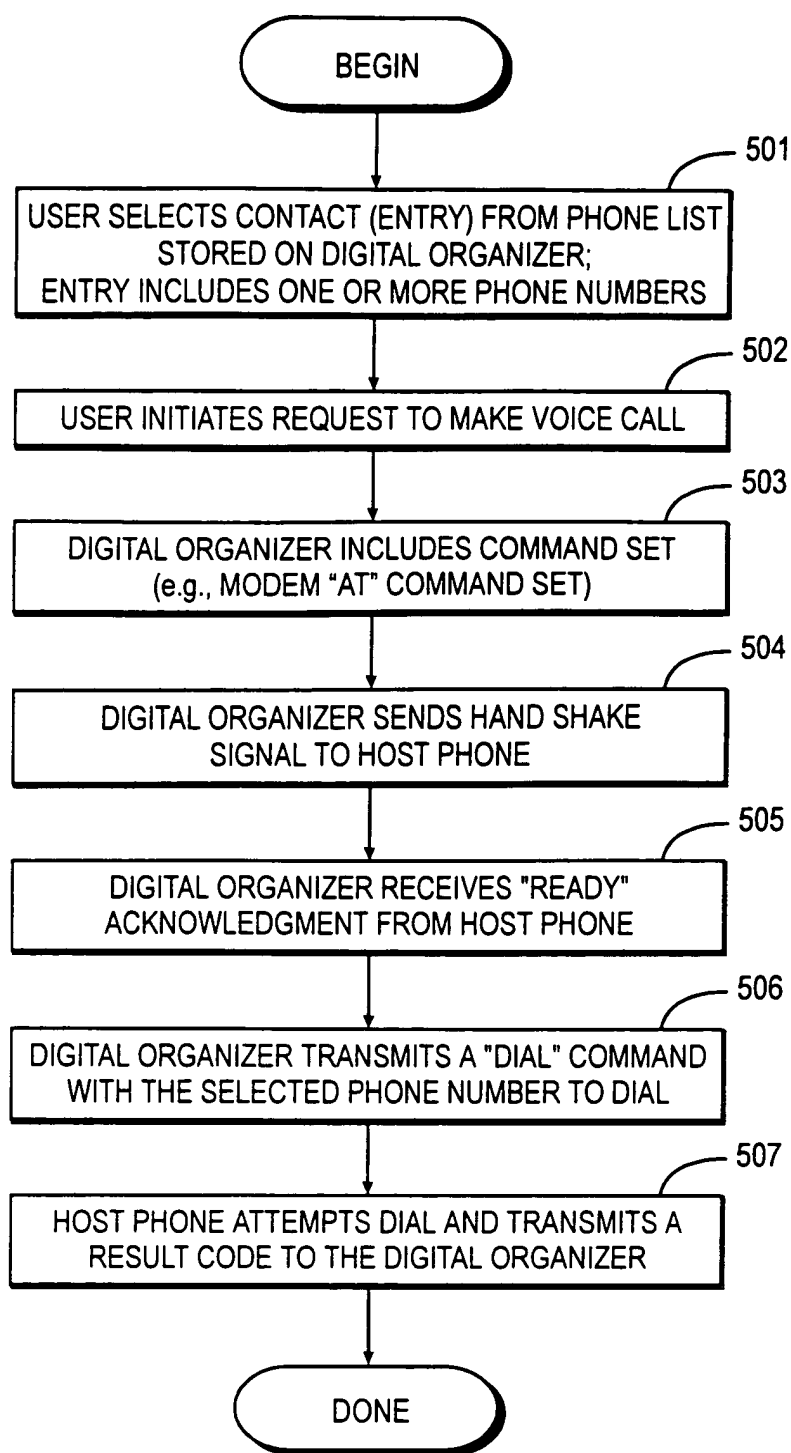 BEGIN
501
USER SELECTS CONTACT (ENTRY) FROM PHONE LIST
STORED ON DIGITAL ORGANIZER;
ENTRY INCLUDES ONE OR MORE PHONE NUMBERS
502
USER INITIATES REQUEST TO MAKE VOICE CALL
503
DIGITAL ORGANIZER INCLUDES COMMAND SET
(e.g., MODEM “AT” COMMAND SET)
504
DIGITAL ORGANIZER SENDS HAND SHAKE
SIGNAL TO HOST PHONE
505
DIGITAL ORGANIZER RECEIVES "READY"
ACKNOWLEDGMENT FROM HOST PHONE
506
DIGITAL ORGANIZER TRANSMITS A "DIAL" COMMAND
WITH THE SELECTED PHONE NUMBER TO DIAL
507
HOST PHONE ATTEMPTS DIAL AND TRANSMITS A
RESULT CODE TO THE DIGITAL ORGANIZER
DONE